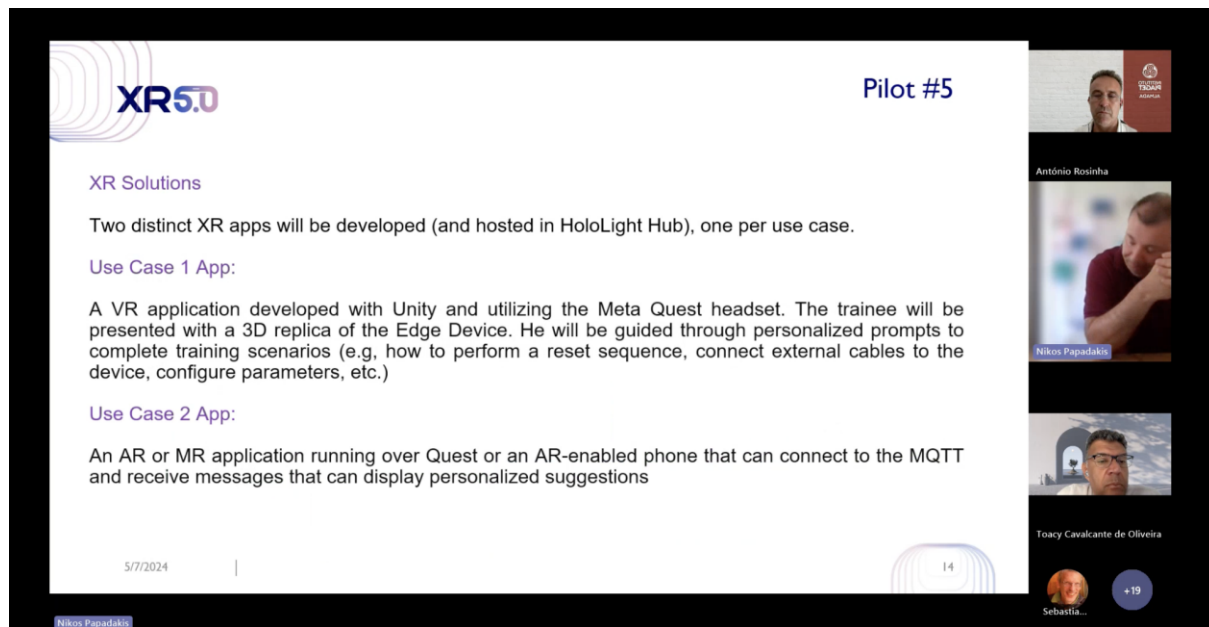 XR5.0
Pilot #5
XR Solutions
Two distinct XR apps will be developed (and hosted in HoloLight Hub), one per use case.
Use Case 1 App:
A VR application developed with Unity and utilizing the Meta Quest headset. The trainee will be
presented with a 3D replica of the Edge Device. He will be guided through personalized prompts to
complete training scenarios (e.g, how to perform a reset sequence, connect external cables to the
device, configure parameters, etc.)
Use Case 2 App:
An AR or MR application running over Quest or an AR-enabled phone that can connect to the MQTT
and receive messages that can display personalized suggestions
5/7/2024
14
Nikos Papadakis
António Rosinha
Nikos Papadakis
Toacy Cavalcante de Oliveira
Sebastia...
+19